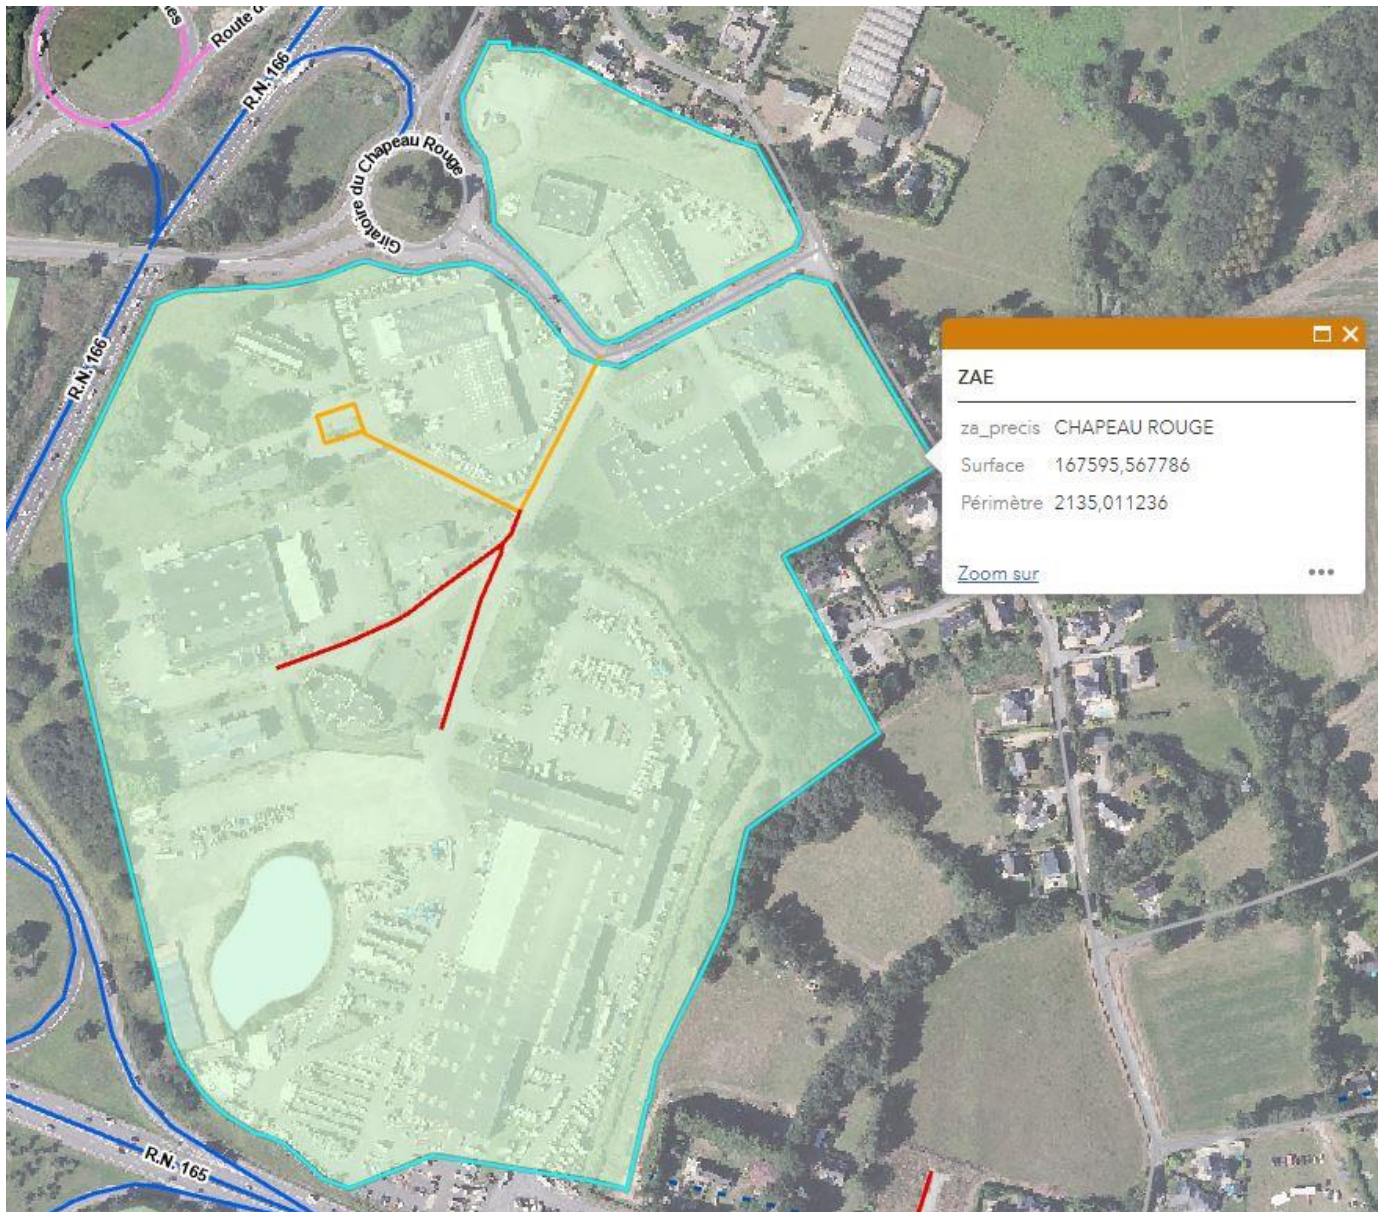 es
Route d
R.N. 166
Giratoire du Chapeau Rouge
R.N. 166
ZAE
za_precis CHAPEAU ROUGE
Surface 167595,567786
Périmètre 2135,011236
Zoom sur
R.N. 165